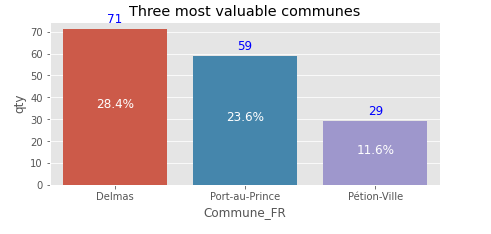 Three most valuable communes
71
59
29
70
60
50
40
30
20
10
0
qty
28.4%
23.6%
11.6%
Delmas
Port-au-Prince
Pétion-Ville
Commune_FR